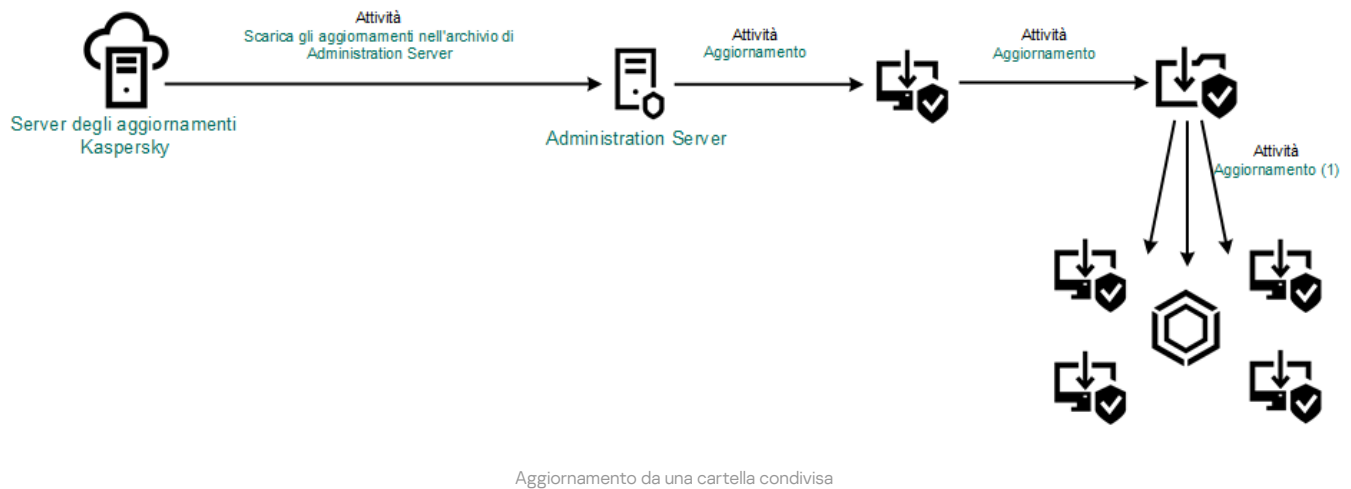 Attività
Scarica gli aggiornamenti nell'archivio di
Administration Server
Attività
Aggiornamento
Attività
Aggiornamento
Server degli aggiornamenti
Kaspersky
Administration Server
Attività
Aggiornamento (1)
Aggiornamento da una cartella condivisa